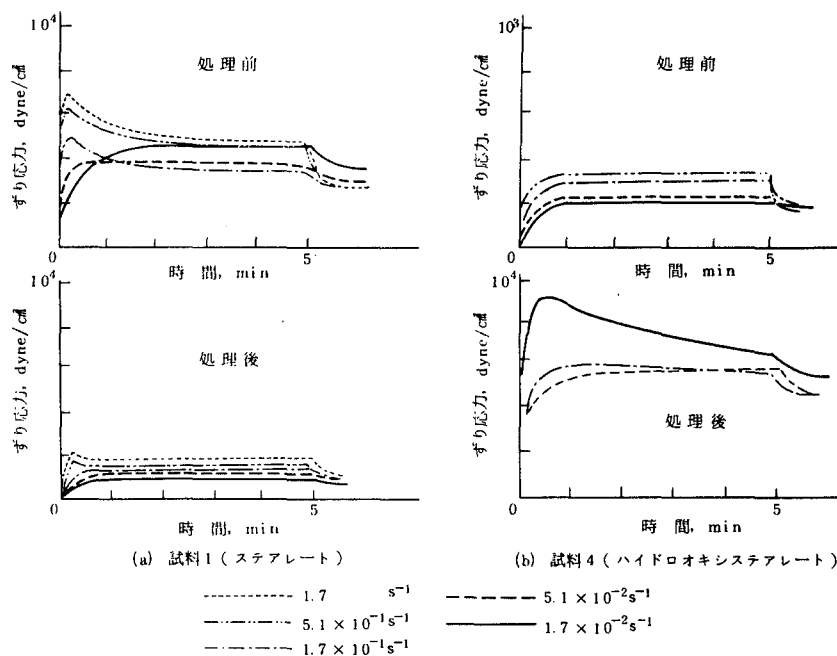 10⁴
処理前
ずり応力, dyne/㎠
0
5
時間, min
10⁴
処理後
ずり応力, dyne/㎠
0
5
時間, min
(a) 試料1(ステアレート)
10³
処理前
ずり応力, dyne/㎠
0
5
時間, min
10⁴
ずり応力, dyne/㎠
処理後
0
5
時間, min
(b) 試料4(ハイドロオキシステアレート)
1.7 s⁻¹
5.1×10⁻¹s⁻¹
1.7×10⁻¹s⁻¹
5.1×10⁻²s⁻¹
1.7×10⁻²s⁻¹